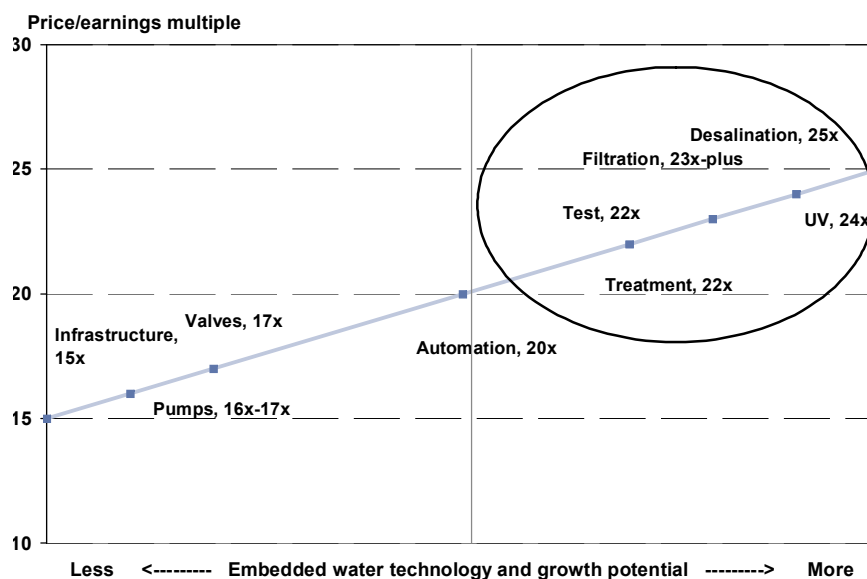 Price/earnings multiple
30
Desalination, 25x
Filtration, 23x-plus
25
Test, 22x
UV, 24x
Treatment, 22x
20
Valves, 17x
Infrastructure,
15x
Automation, 20x
Pumps, 16x-17x
15
10
Less <--------- Embedded water technology and growth potential --------> More